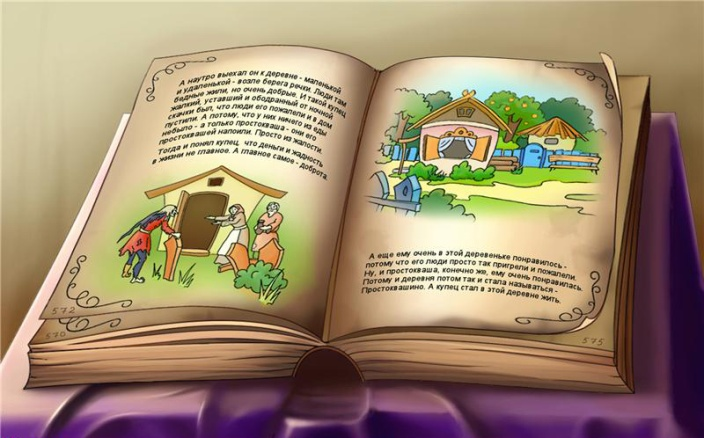 А наутро выехал он к деревне - маленькой
и удаленькой - возле берега речки. Люди там
бедные жили, но очень добрые. И такой купец
жалкий, уставший и ободранный от ночной
скачки был, что люди его пожалели и в дом
пустили. А потому, что у них ничего из еды
небыло - а только простокваша - они его
простоквашей напоили. Просто из жалости.
Тогда и понял купец, что деньги и жадность
в жизни не главное. А главное самое - доброта.
572
570
А еще ему очень в этой деревеньке понравилось -
потому что его люди просто так пригрели и пожалели.
Ну, и простокваша, конечно же, ему очень понравилась.
Потому и деревня потом так и стала называться -
Простоквашино. А купец стал в этой деревне жить.
575